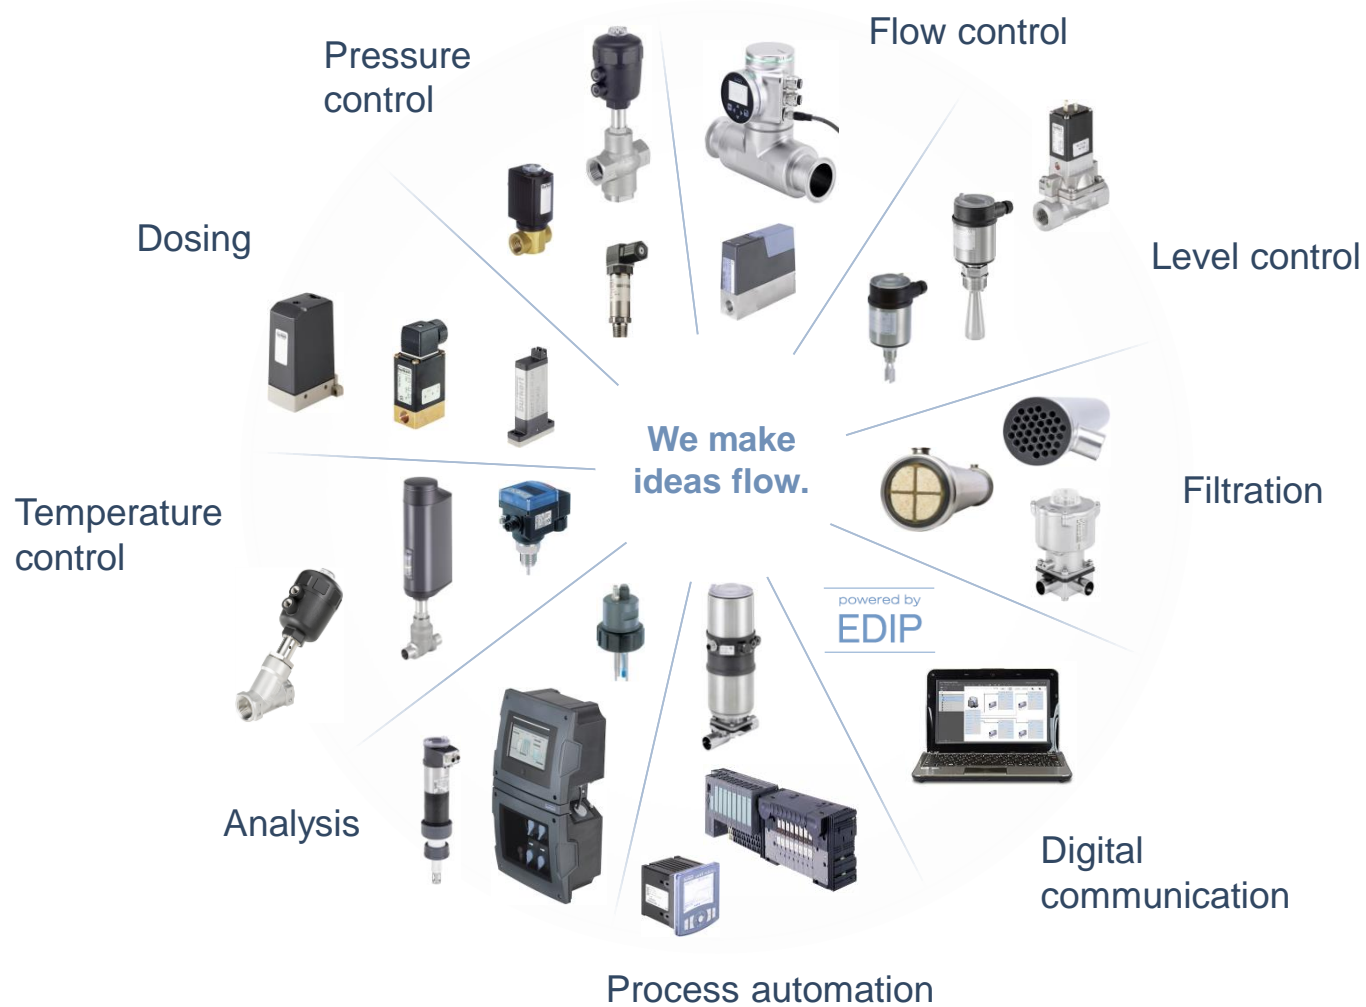 Flow control
Pressure
control
Dosing
Level control
We make
ideas flow.
Filtration
Temperature
control
powered by
EDIP
Analysis
Digital
communication
Process automation